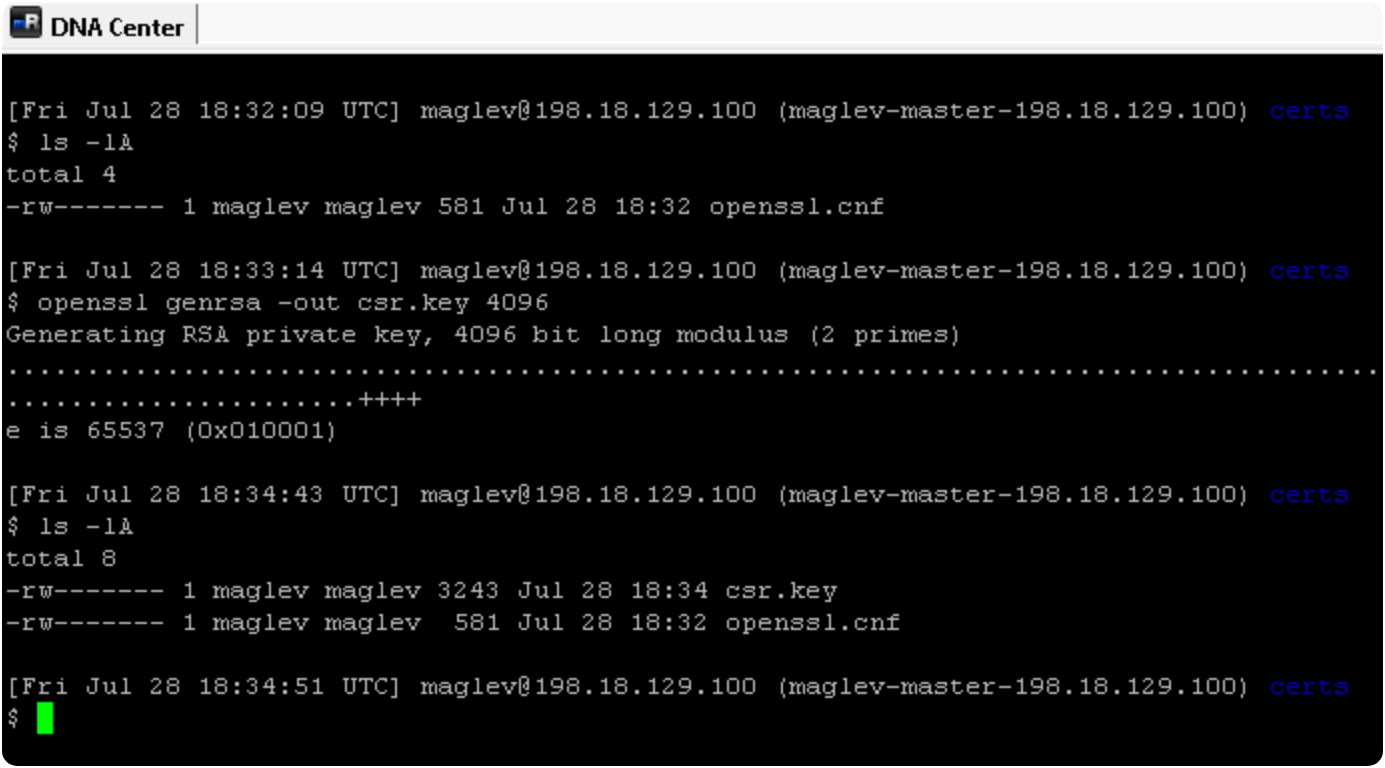 DNA Center
[Fri Jul 28 18:32:09 UTC] maglev@198.18.129.100 (maglev-master-198.18.129.100) certs
$ ls -lA
total 4
-rw------- 1 maglev maglev 581 Jul 28 18:32 openssl.cnf
[Fri Jul 28 18:33:14 UTC] maglev@198.18.129.100 (maglev-master-198.18.129.100) certs
$ openssl genrsa -out csr.key 4096
Generating RSA private key, 4096 bit long modulus (2 primes)
......................................................................................
......................++++
e is 65537 (0x010001)
[Fri Jul 28 18:34:43 UTC] maglev@198.18.129.100 (maglev-master-198.18.129.100) certs
$ ls -lA
total 8
-rw------- 1 maglev maglev 3243 Jul 28 18:34 csr.key
-rw------- 1 maglev maglev  581 Jul 28 18:32 openssl.cnf
[Fri Jul 28 18:34:51 UTC] maglev@198.18.129.100 (maglev-master-198.18.129.100) certs
$